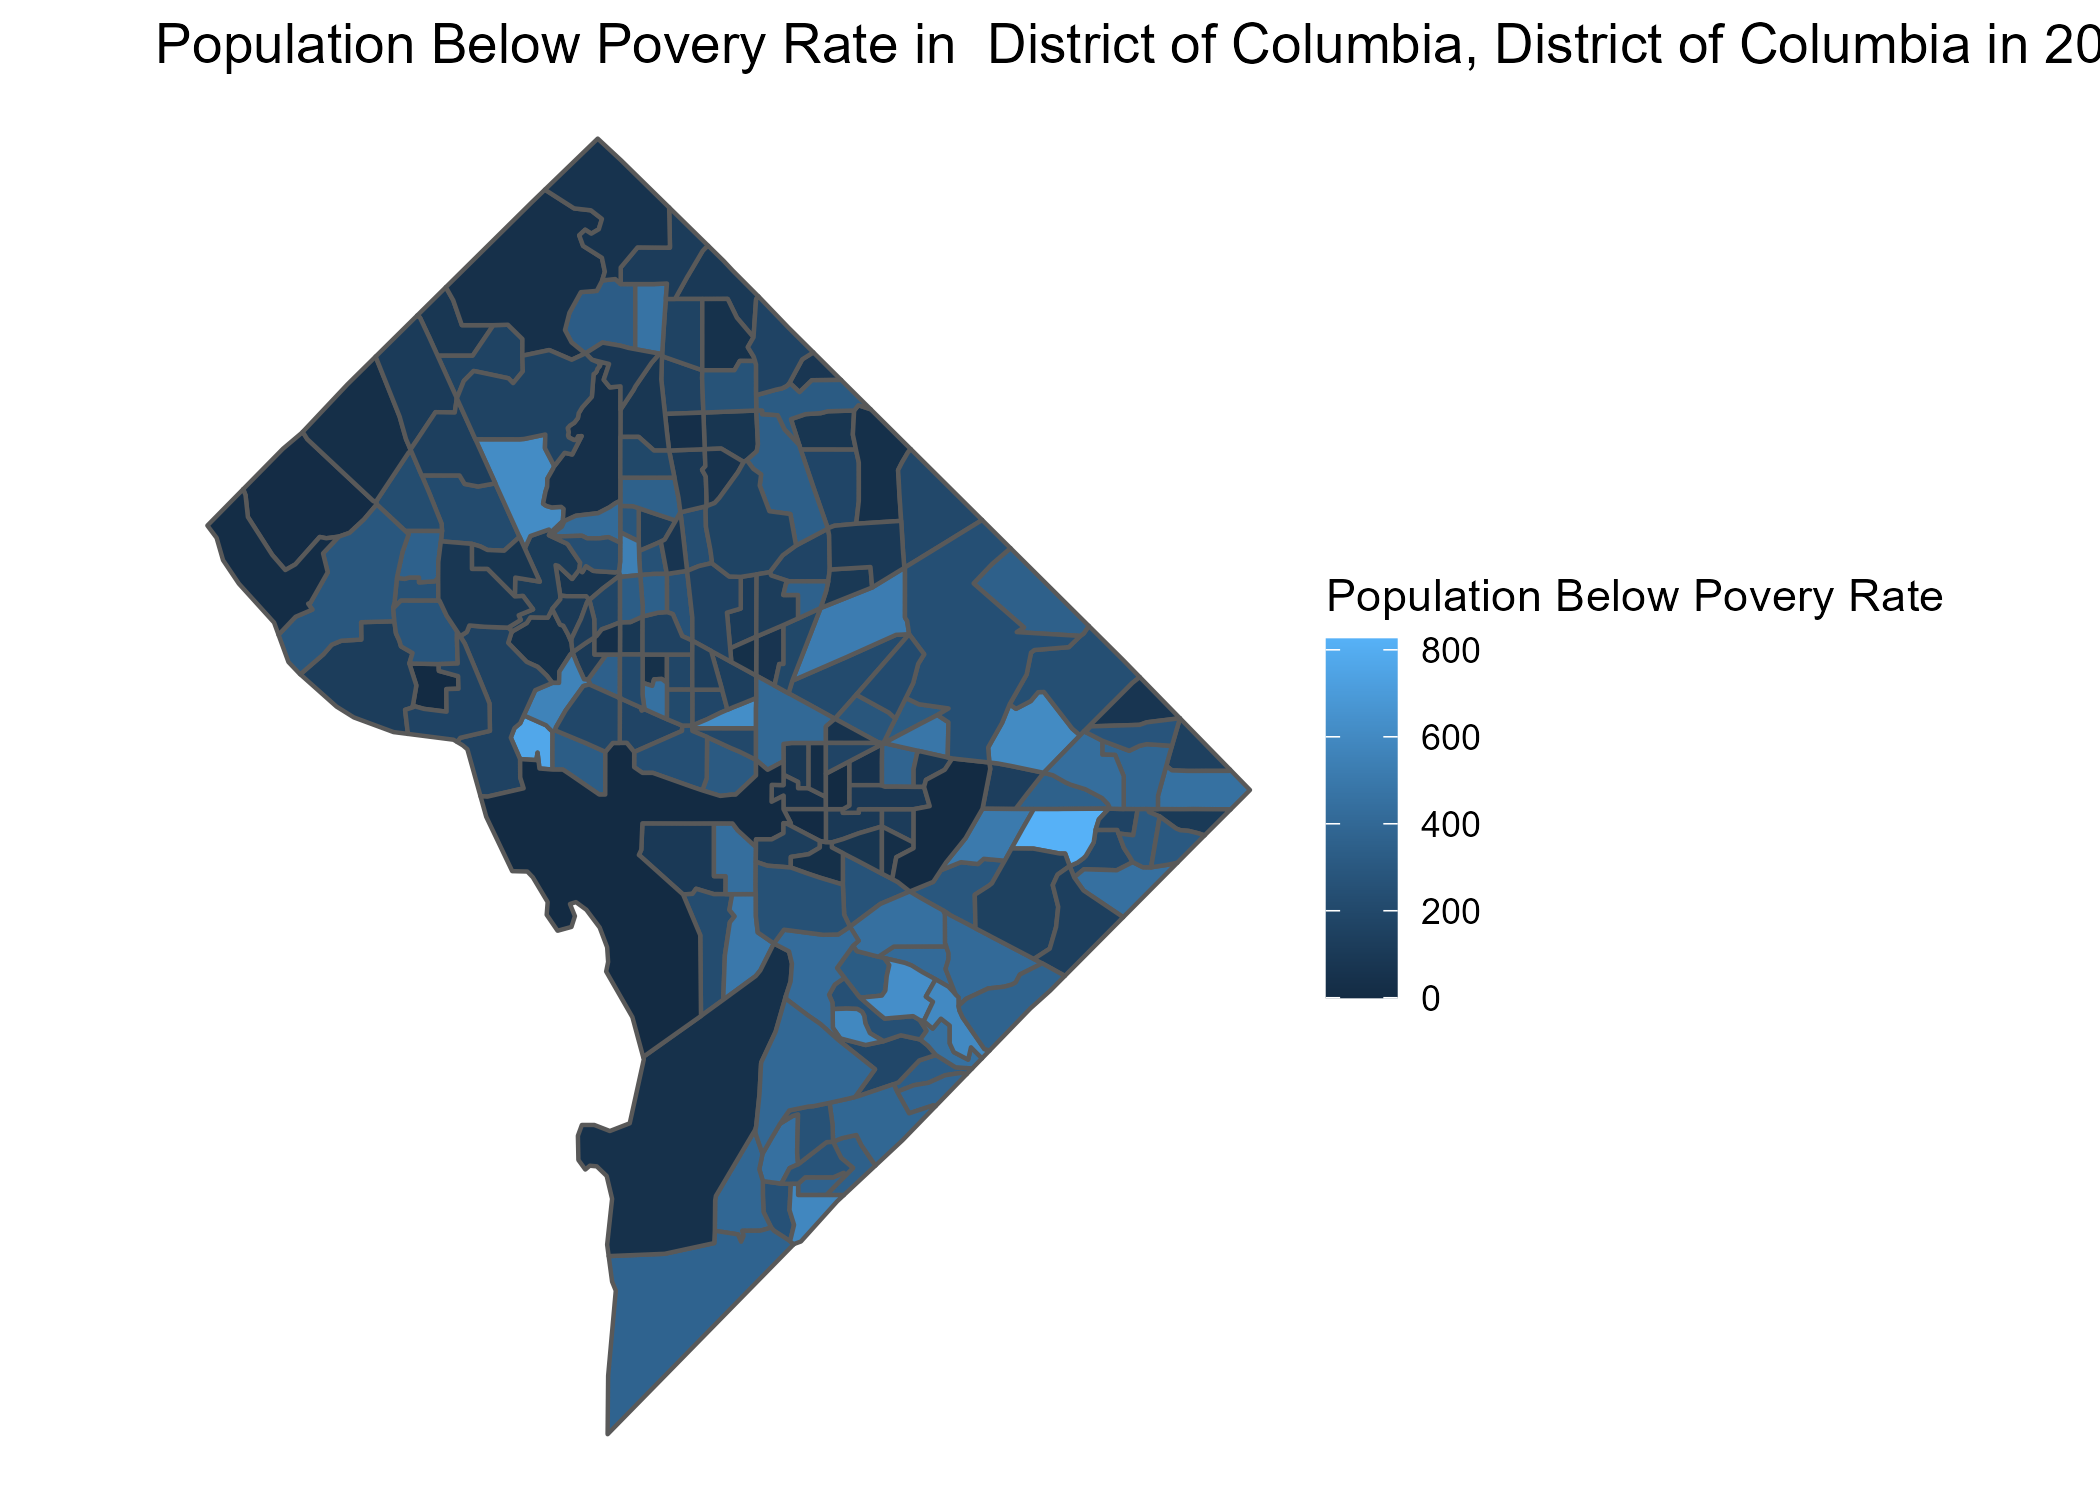 Population Below Povery Rate in  District of Columbia, District of Columbia in 20
Population Below Povery Rate
800
600
400
200
0